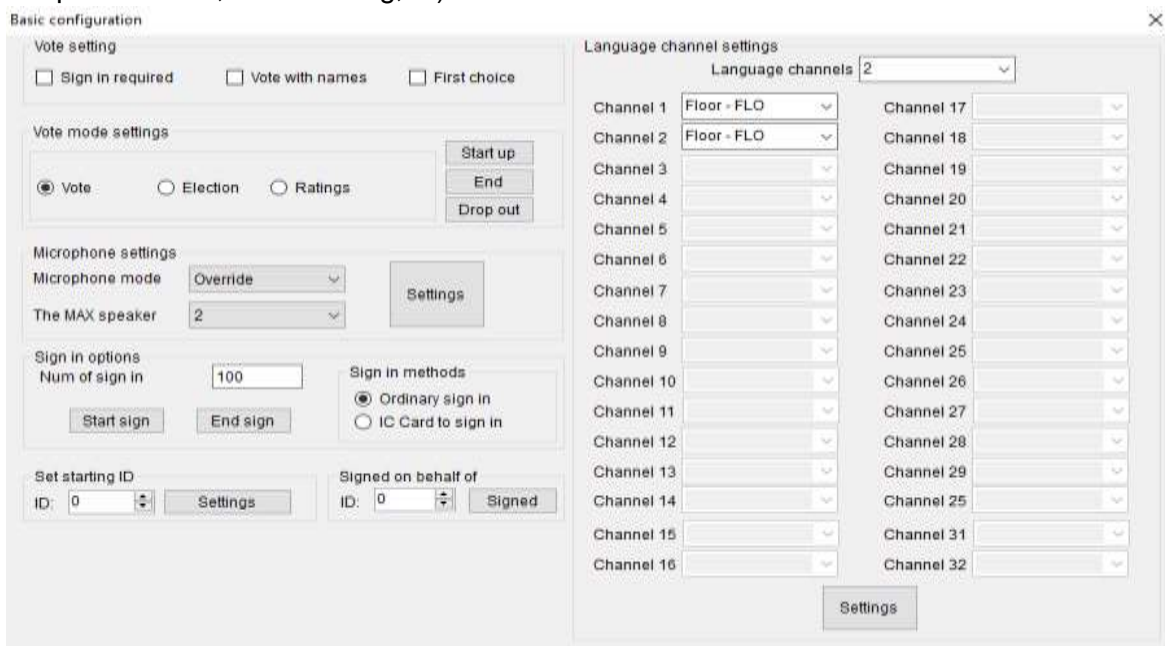 Basic configuration
Vote setting
Sign in required
Vote with names
First choice
Vote mode settings
Vote
Election
Ratings
Start up
End
Drop out
Microphone settings
Microphone mode Override
The MAX speaker 2
Settings
Sign in options
Num of sign in 100
Start sign
End sign
Sign in methods
Ordinary sign in
IC Card to sign in
Set starting ID
ID: 0 Settings
Signed on behalf of
ID: 0 Signed
Language channel settings
Language channels 2
Channel 1 Floor - FLO
Channel 2 Floor - FLO
Channel 3
Channel 4
Channel 5
Channel 6
Channel 7
Channel 8
Channel 9
Channel 10
Channel 11
Channel 12
Channel 13
Channel 14
Channel 15
Channel 16
Channel 17
Channel 18
Channel 19
Channel 20
Channel 21
Channel 22
Channel 23
Channel 24
Channel 25
Channel 26
Channel 27
Channel 28
Channel 29
Channel 25
Channel 31
Channel 32
Settings